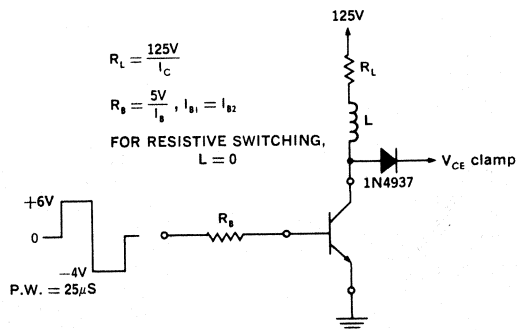 125V
R_L = 125V / I_C
R_L
R_B = 5V / I_B , I_B1 = I_B2
L
FOR RESISTIVE SWITCHING,
L = 0
V_CE clamp
1N4937
+6V
R_B
0
−4V
P.W. = 25µS